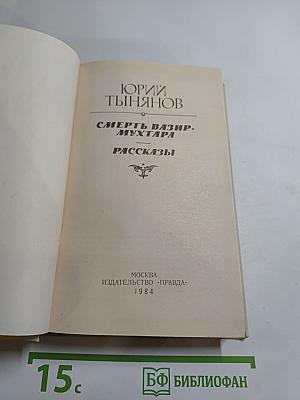 ЮРИЙ
ТЫНЯНОВ
СМЕРТЬ ВАЗИР-
МУХТАРА
РАССКАЗЫ
МОСКВА
ИЗДАТЕЛЬСТВО «ПРАВДА»
1984
15с
БФ БИБЛИОФАН